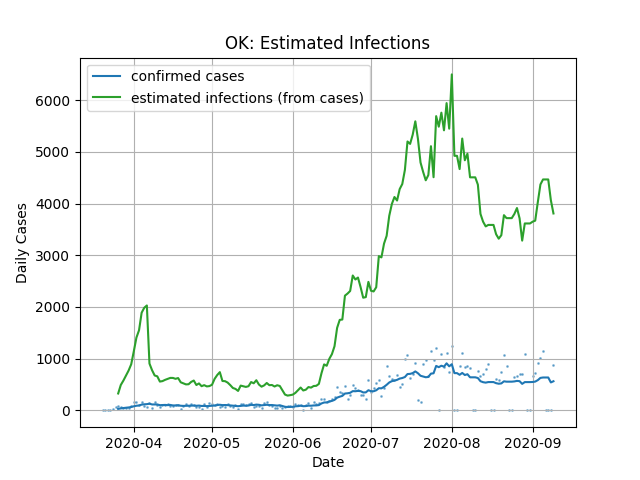 OK: Estimated Infections
confirmed cases
estimated infections (from cases)
6000
5000
4000
3000
2000
1000
0
Daily Cases
2020-04 2020-05 2020-06 2020-07 2020-08 2020-09
Date